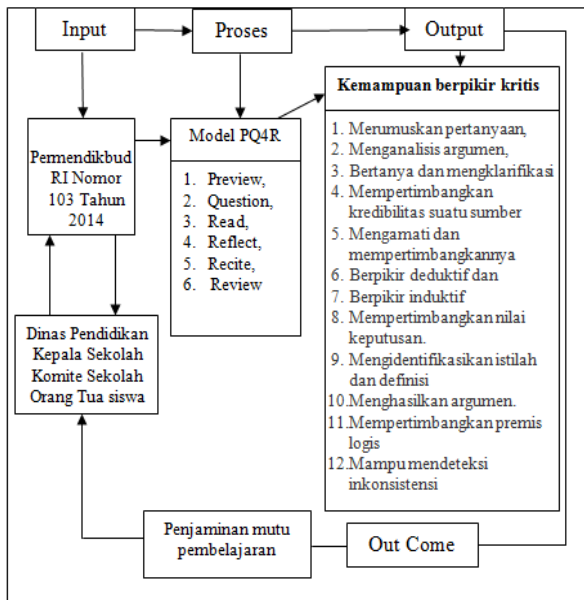 Input
Proses
Output
Permendikbud
RI Nomor
103 Tahun
2014
Dinas Pendidikan
Kepala Sekolah
Komite Sekolah
Orang Tua siswa
Model PQ4R
1. Preview,
2. Question,
3. Read,
4. Reflect,
5. Recite,
6. Review
Kemampuan berpikir kritis
1. Merumuskan pertanyaan,
2. Menganalisis argumen,
3. Bertanya dan mengklarifikasi
4. Mempertimbangkan
kredibilitas suatu sumber
5. Mengamati dan
mempertimbangkannya
6. Berpikir deduktif dan
7. Berpikir induktif
8. Mempertimbangkan nilai
keputusan.
9. Mengidentifikasikan istilah
dan definisi
10. Menghasilkan argumen.
11. Mempertimbangkan premis
logis
12. Mampu mendeteksi
inkonsistensi
Penjaminan mutu
pembelajaran
Out Come